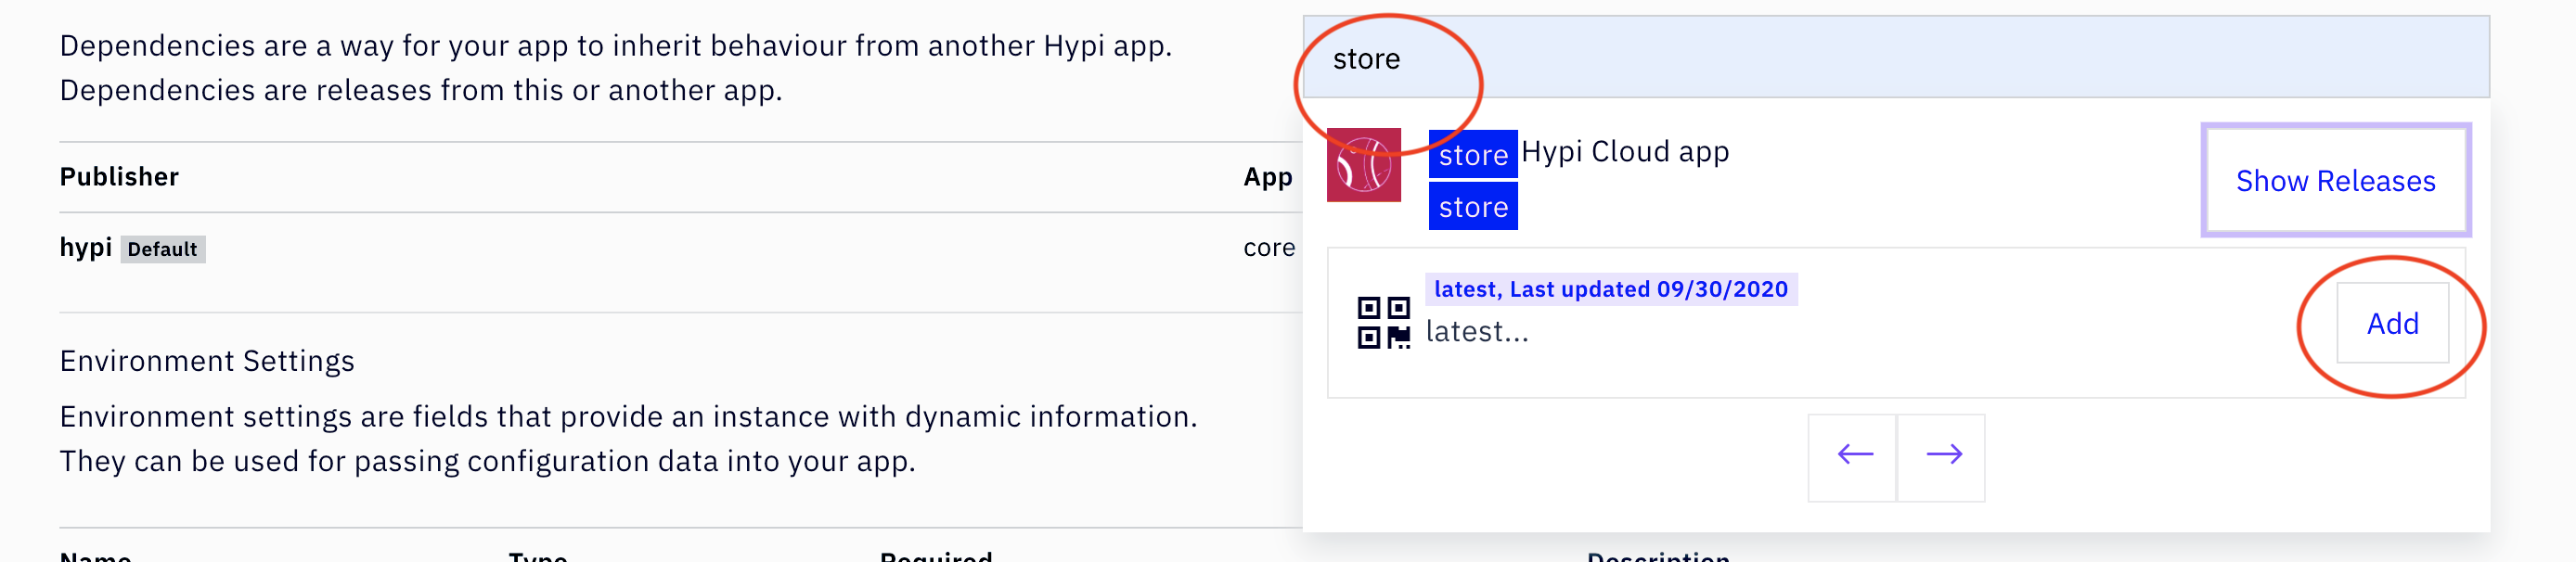 Dependencies are a way for your app to inherit behaviour from another Hypi app.
Dependencies are releases from this or another app.
Publisher
App
hypi Default
core
Environment Settings
Environment settings are fields that provide an instance with dynamic information.
They can be used for passing configuration data into your app.
Name Type Required Description
store
store Hypi Cloud app
store
Show Releases
latest, Last updated 09/30/2020
latest...
Add